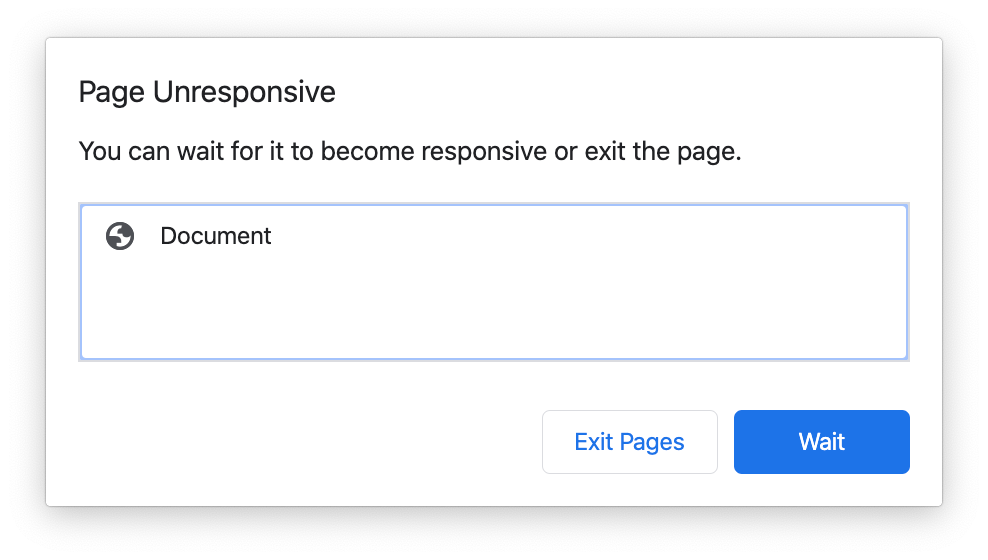 Page Unresponsive
You can wait for it to become responsive or exit the page.
Document
Exit Pages Wait